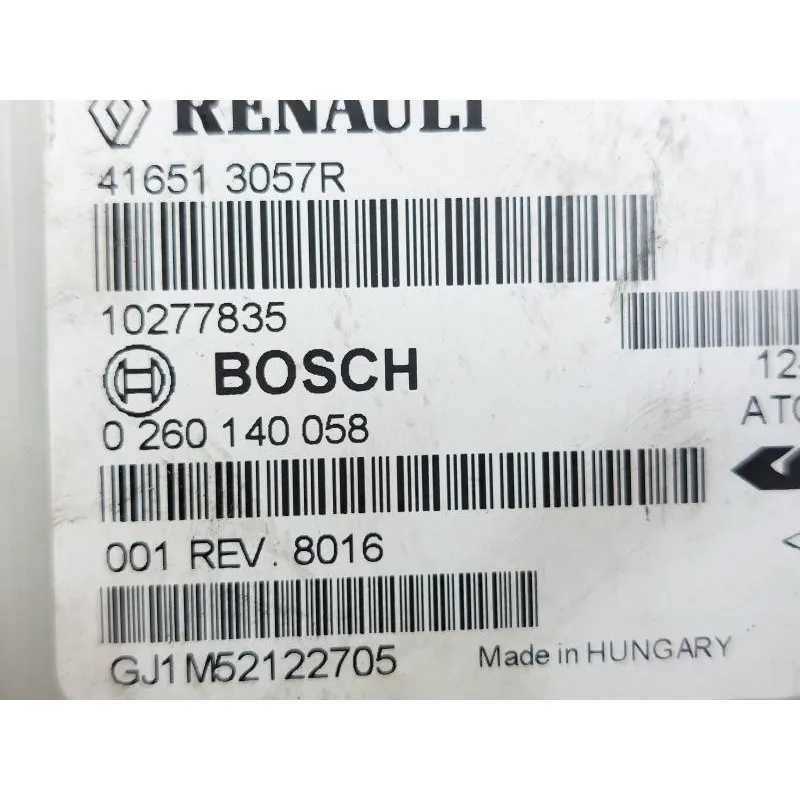 RENAULT
41651 3057R
10277835
BOSCH
0 260 140 058
001 REV. 8016
GJ1M52122705
Made in HUNGARY